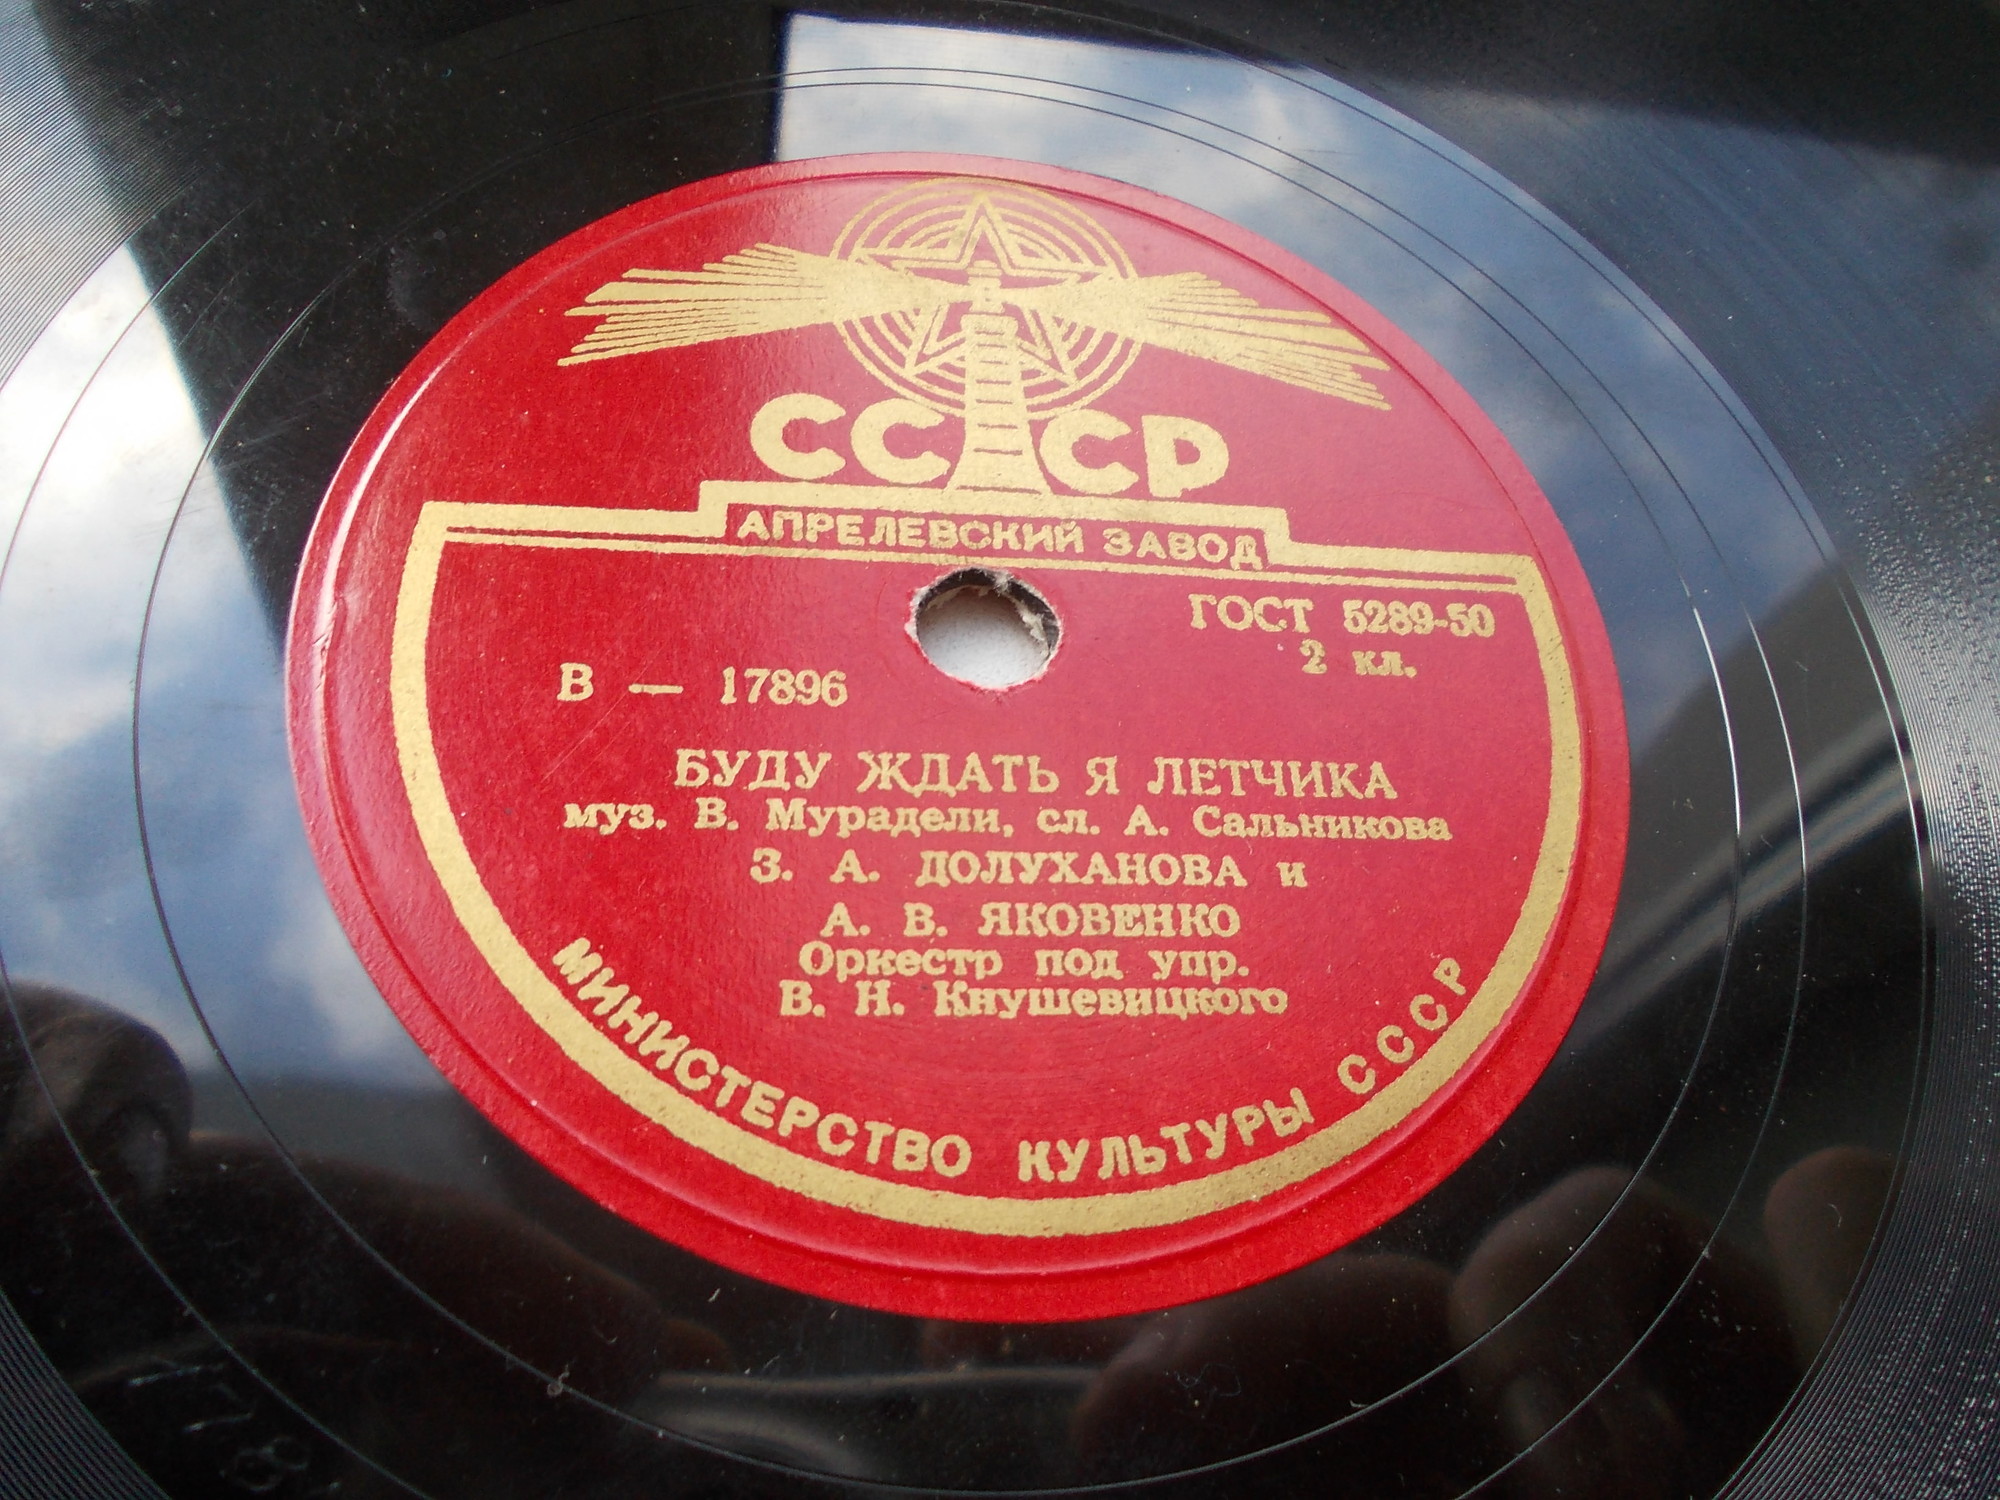 СССР
АПРЕЛЕВСКИЙ ЗАВОД
ГОСТ 5289-50
2 кл.
В — 17896
БУДУ ЖДАТЬ Я ЛЕТЧИКА
муз. В. Мурадели, сл. А. Сальникова
З. А. ДОЛУХАНОВА и
А. В. ЯКОВЕНКО
Оркестр под упр.
В. Н. Кнушевицкого
МИНИСТЕРСТВО КУЛЬТУРЫ СССР